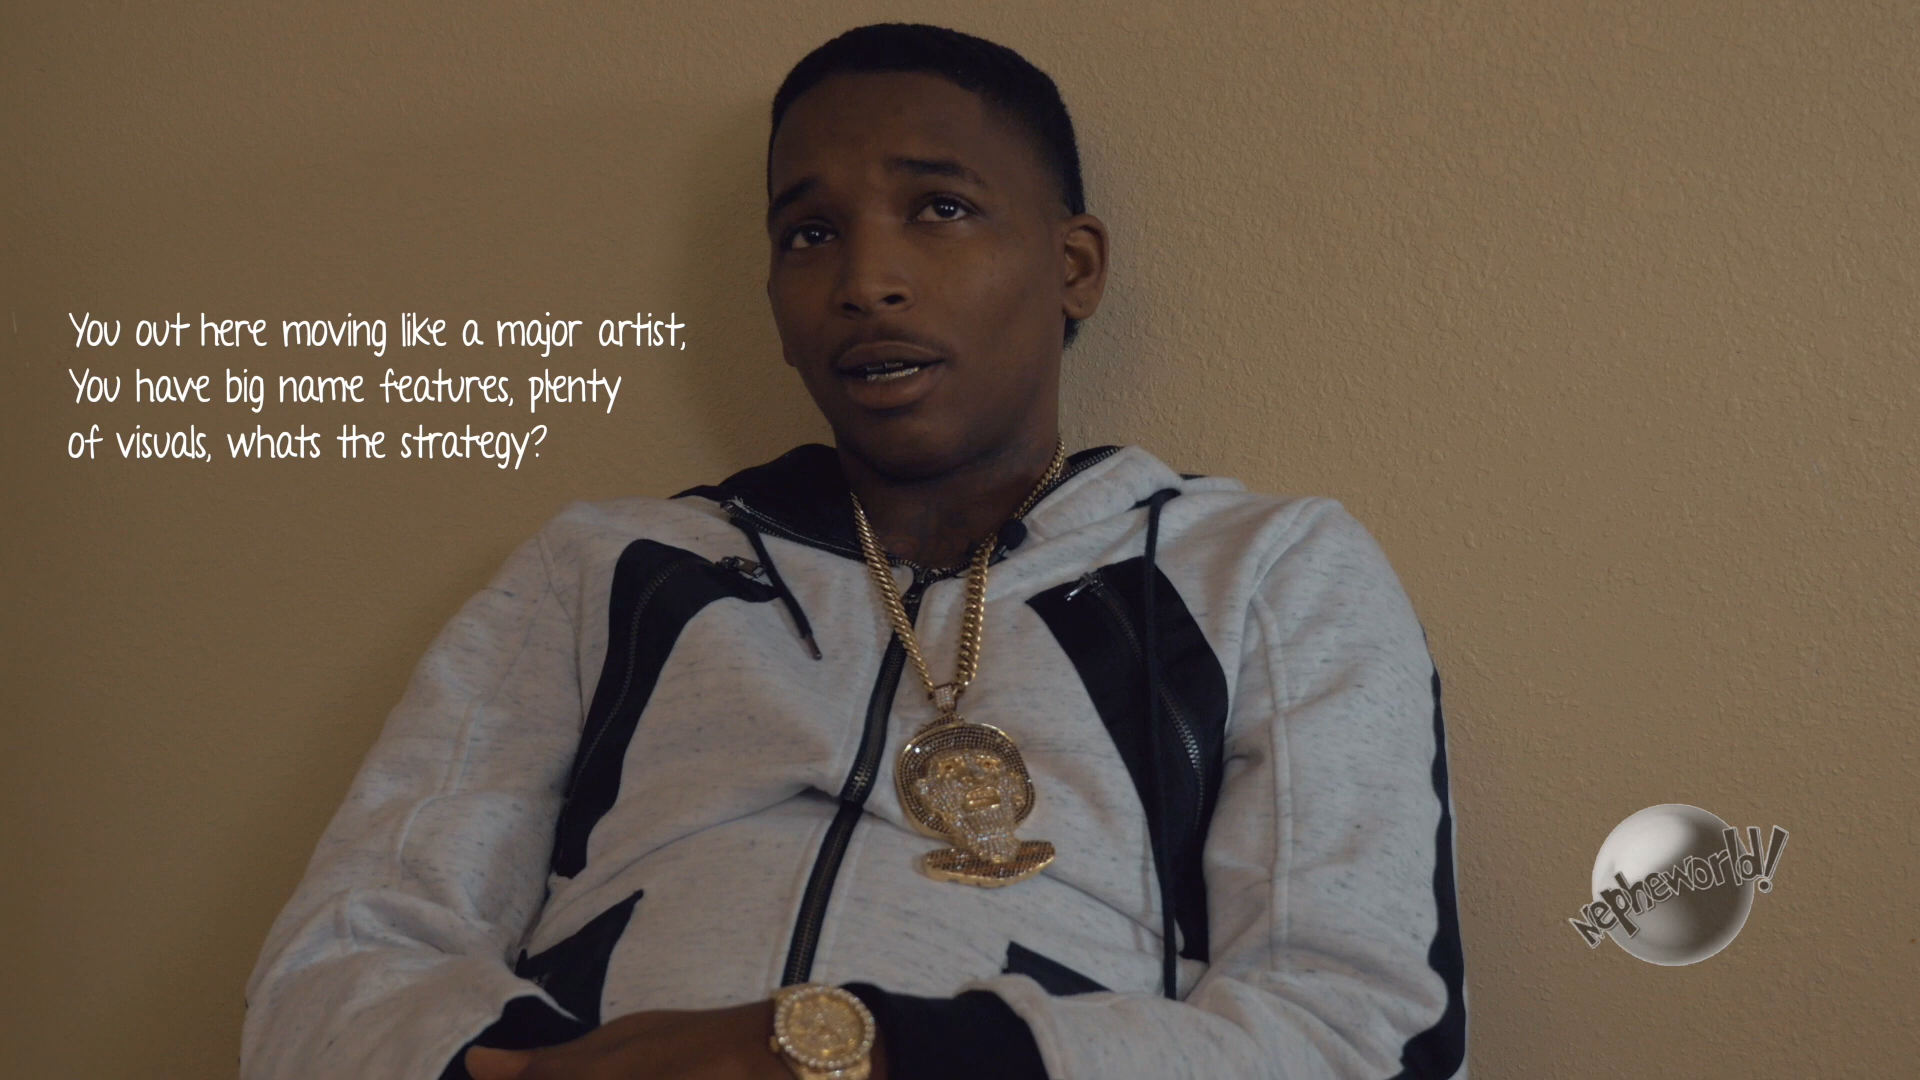 You out here moving like a major artist,
You have big name features, plenty
of visuals, whats the strategy?
Nepheworld!